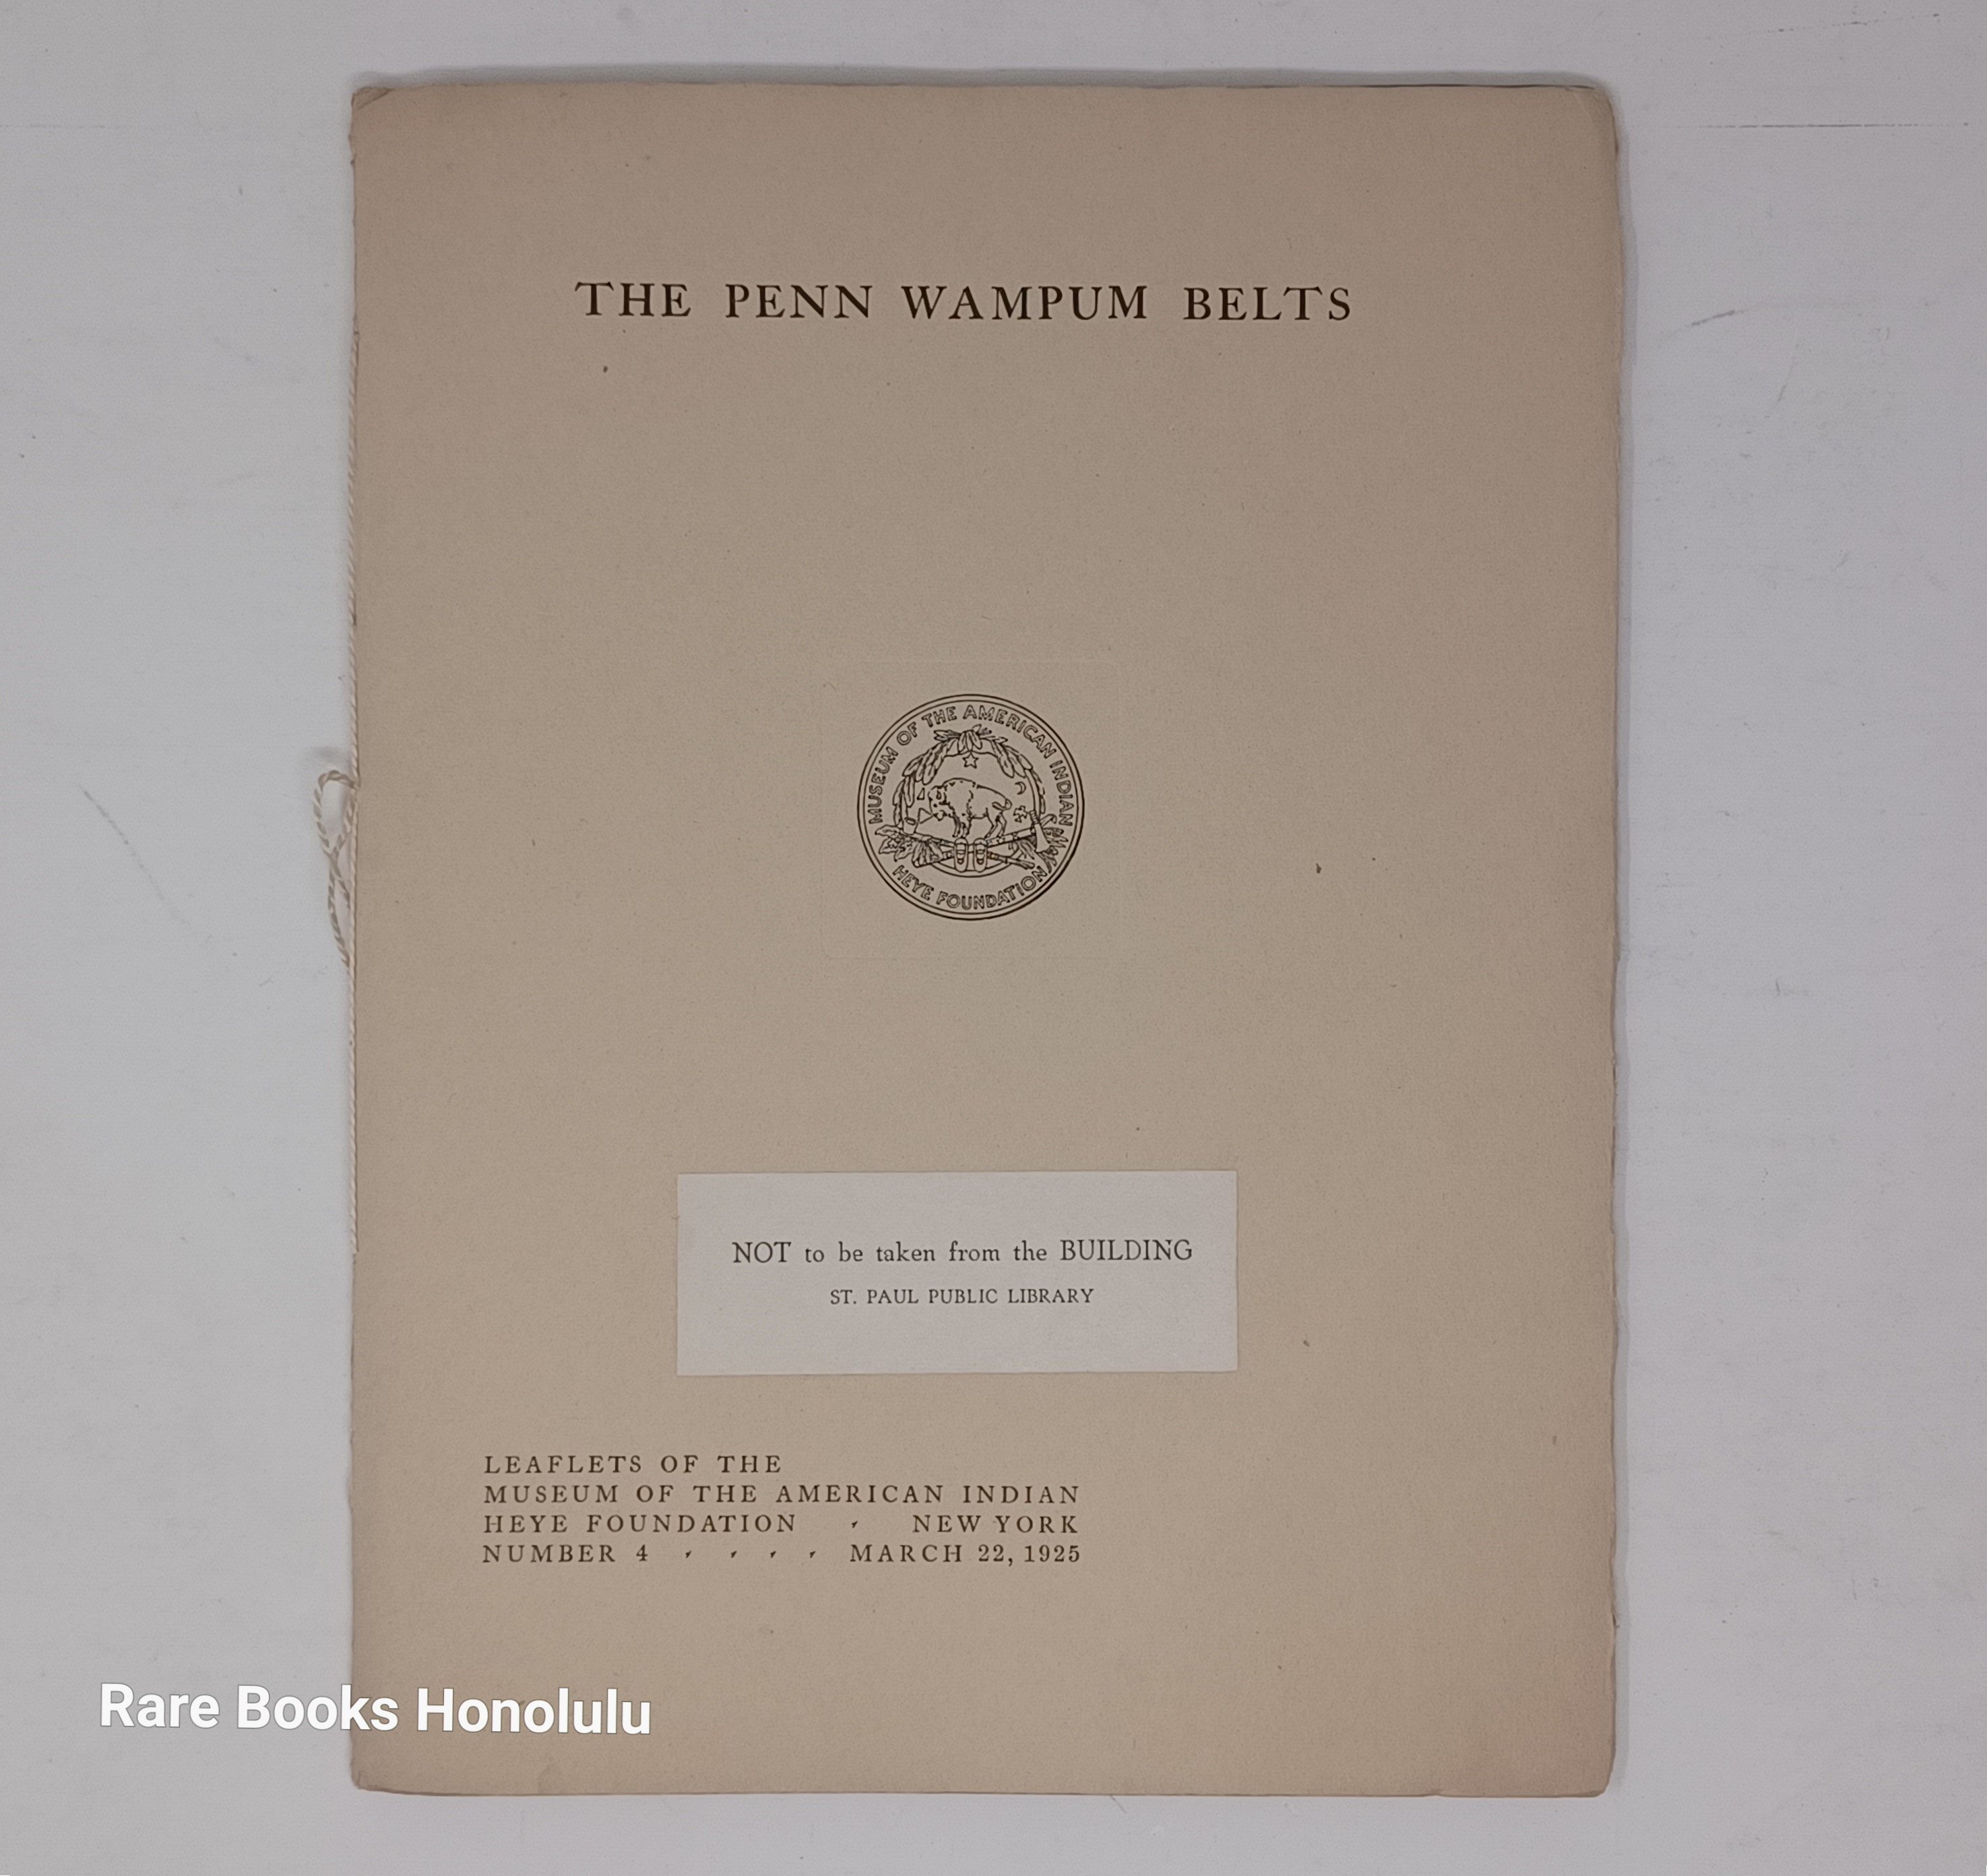 THE PENN WAMPUM BELTS
MUSEUM OF THE AMERICAN INDIAN
HEYE FOUNDATION
NOT to be taken from the BUILDING
ST. PAUL PUBLIC LIBRARY
LEAFLETS OF THE
MUSEUM OF THE AMERICAN INDIAN
HEYE FOUNDATION , NEW YORK
NUMBER 4 , , , , MARCH 22, 1925
Rare Books Honolulu